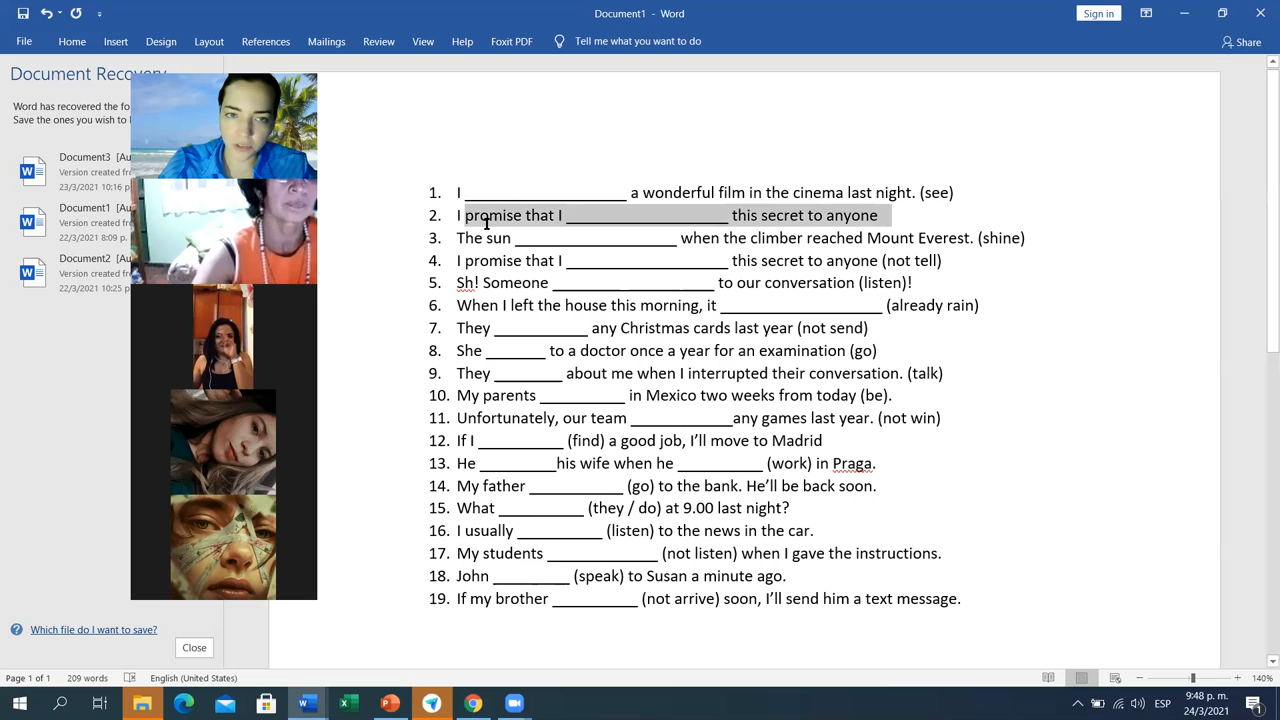 Document1 - Word
Sign in
File Home Insert Design Layout References Mailings Review View Help Foxit PDF Tell me what you want to do Share
Document Recovery
Word has recovered the fo
Save the ones you wish to
Document3 [Au
Version created fr
23/3/2021 10:16 p
Document1 [Au
Version created fr
22/3/2021 8:09 p.
Document2 [Au
Version created fr
22/3/2021 10:25 p
1. I ___________________ a wonderful film in the cinema last night. (see)
2. I promise that I ___________________ this secret to anyone
3. The sun ___________________ when the climber reached Mount Everest. (shine)
4. I promise that I ___________________ this secret to anyone (not tell)
5. Sh! Someone ___________________ to our conversation (listen)!
6. When I left the house this morning, it ___________________ (already rain)
7. They ___________ any Christmas cards last year (not send)
8. She _______ to a doctor once a year for an examination (go)
9. They ________ about me when I interrupted their conversation. (talk)
10. My parents __________ in Mexico two weeks from today (be).
11. Unfortunately, our team ____________any games last year. (not win)
12. If I __________ (find) a good job, I’ll move to Madrid
13. He _________his wife when he __________ (work) in Praga.
14. My father ___________ (go) to the bank. He’ll be back soon.
15. What __________ (they / do) at 9.00 last night?
16. I usually __________ (listen) to the news in the car.
17. My students _____________ (not listen) when I gave the instructions.
18. John _________ (speak) to Susan a minute ago.
19. If my brother __________ (not arrive) soon, I’ll send him a text message.
Which file do I want to save?
Close
Page 1 of 1 209 words English (United States) 140%
ESP
9:48 p. m.
24/3/2021